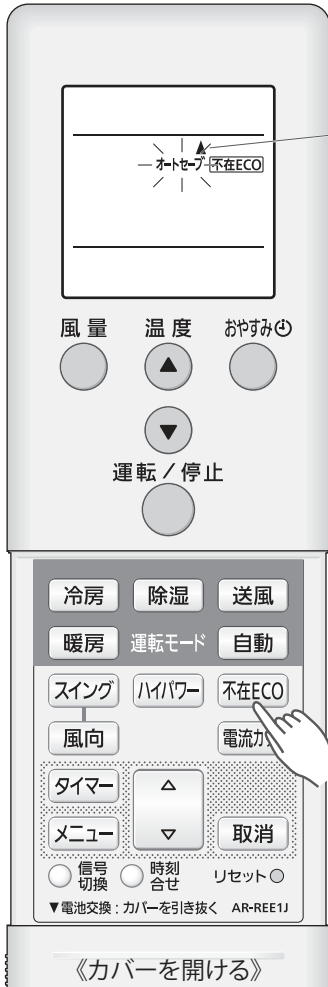 オートセーブ 不在ECO
風量 温度 おやすみ
運転／停止
冷房 除湿 送風
暖房 運転モード 自動
スイング ハイパワー 不在ECO
風向 電流カ
タイマー
メニュー 取消
信号切換 時刻合せ リセット
▼電池交換：カバーを引き抜く AR-REE1J
《カバーを開ける》